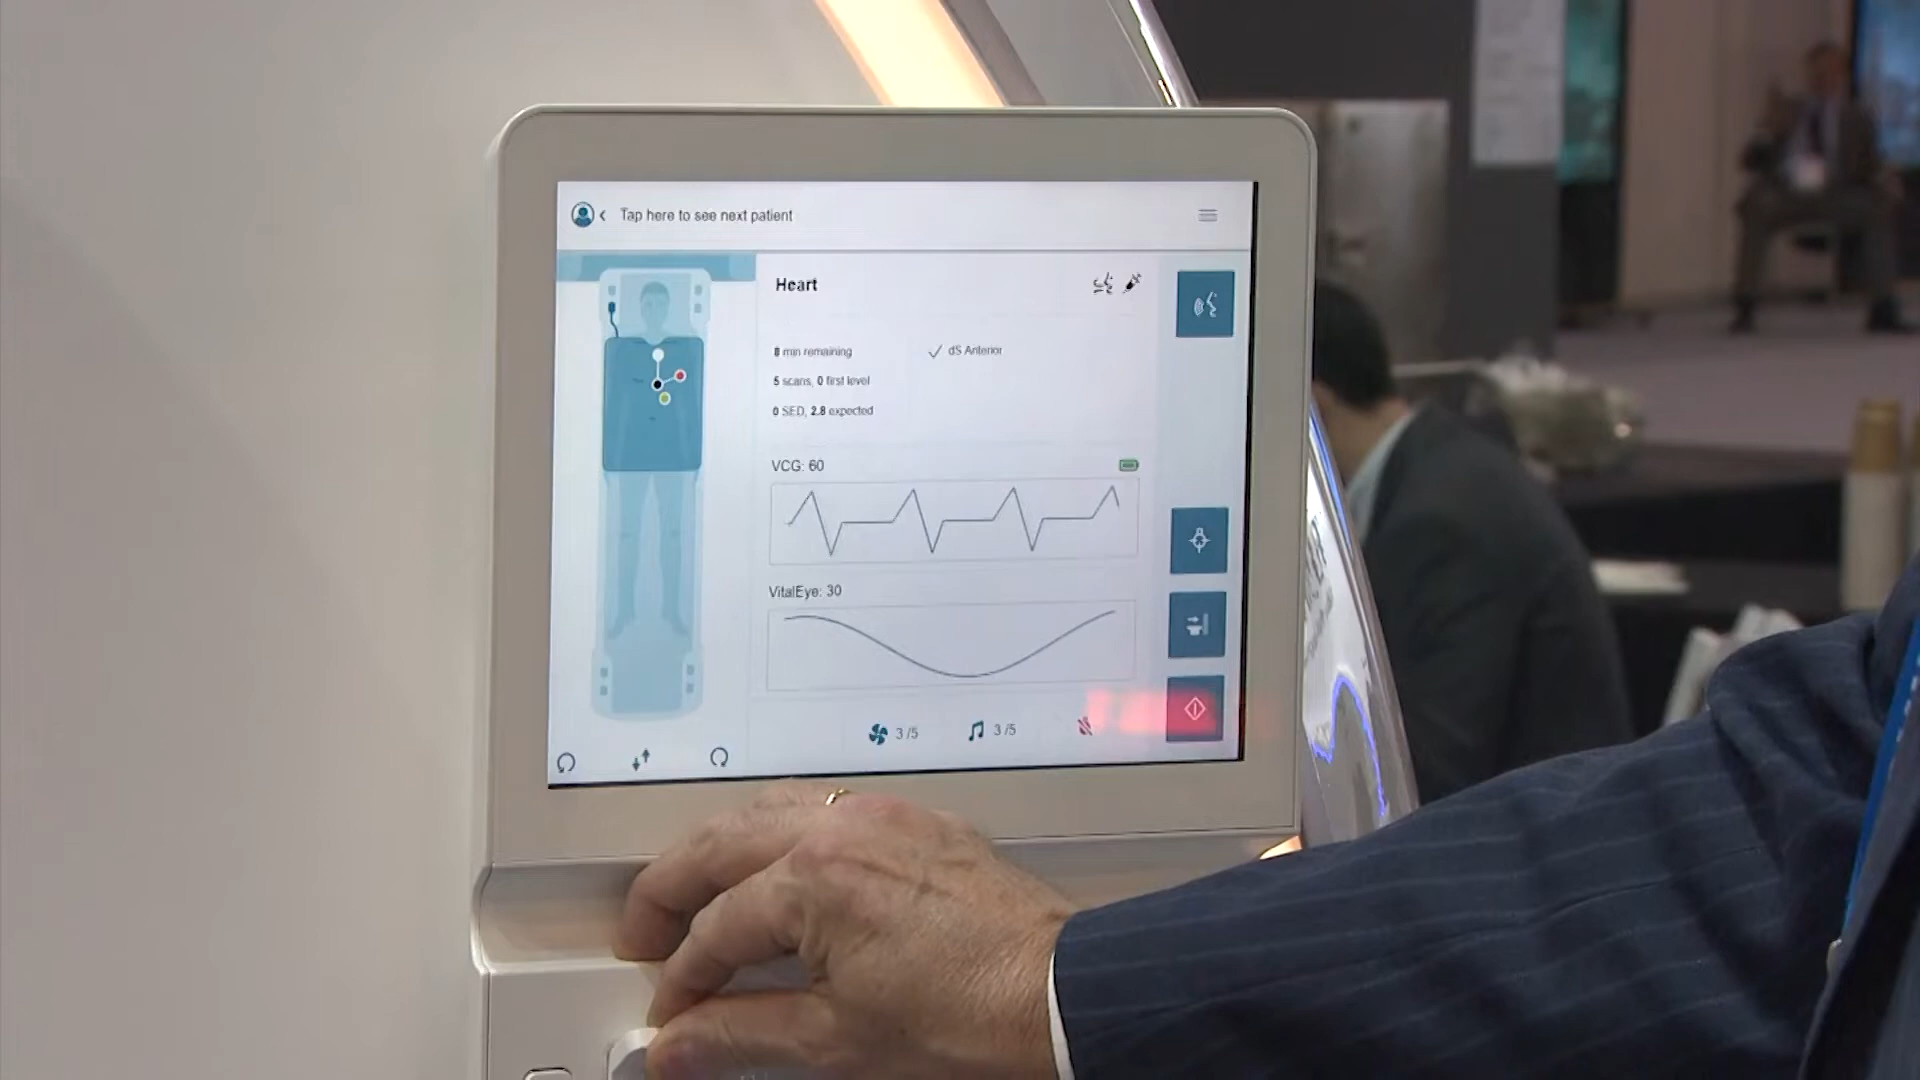 Tap here to see next patient
Heart
8 min remaining
dS Anterior
5 scans, 0 first level
0 SED, 2.8 expected
VCG: 60
VitalEye: 30
3 /5
3 /5